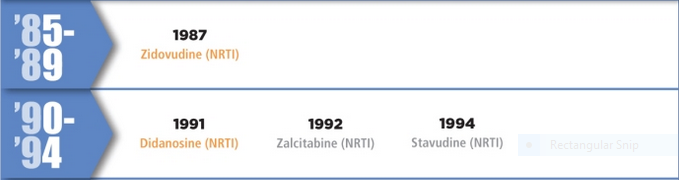 '85-
'89
1987
Zidovudine (NRTI)
'90-
'94
1991 1992 1994
Didanosine (NRTI) Zalcitabine (NRTI) Stavudine (NRTI)
Rectangular Snip